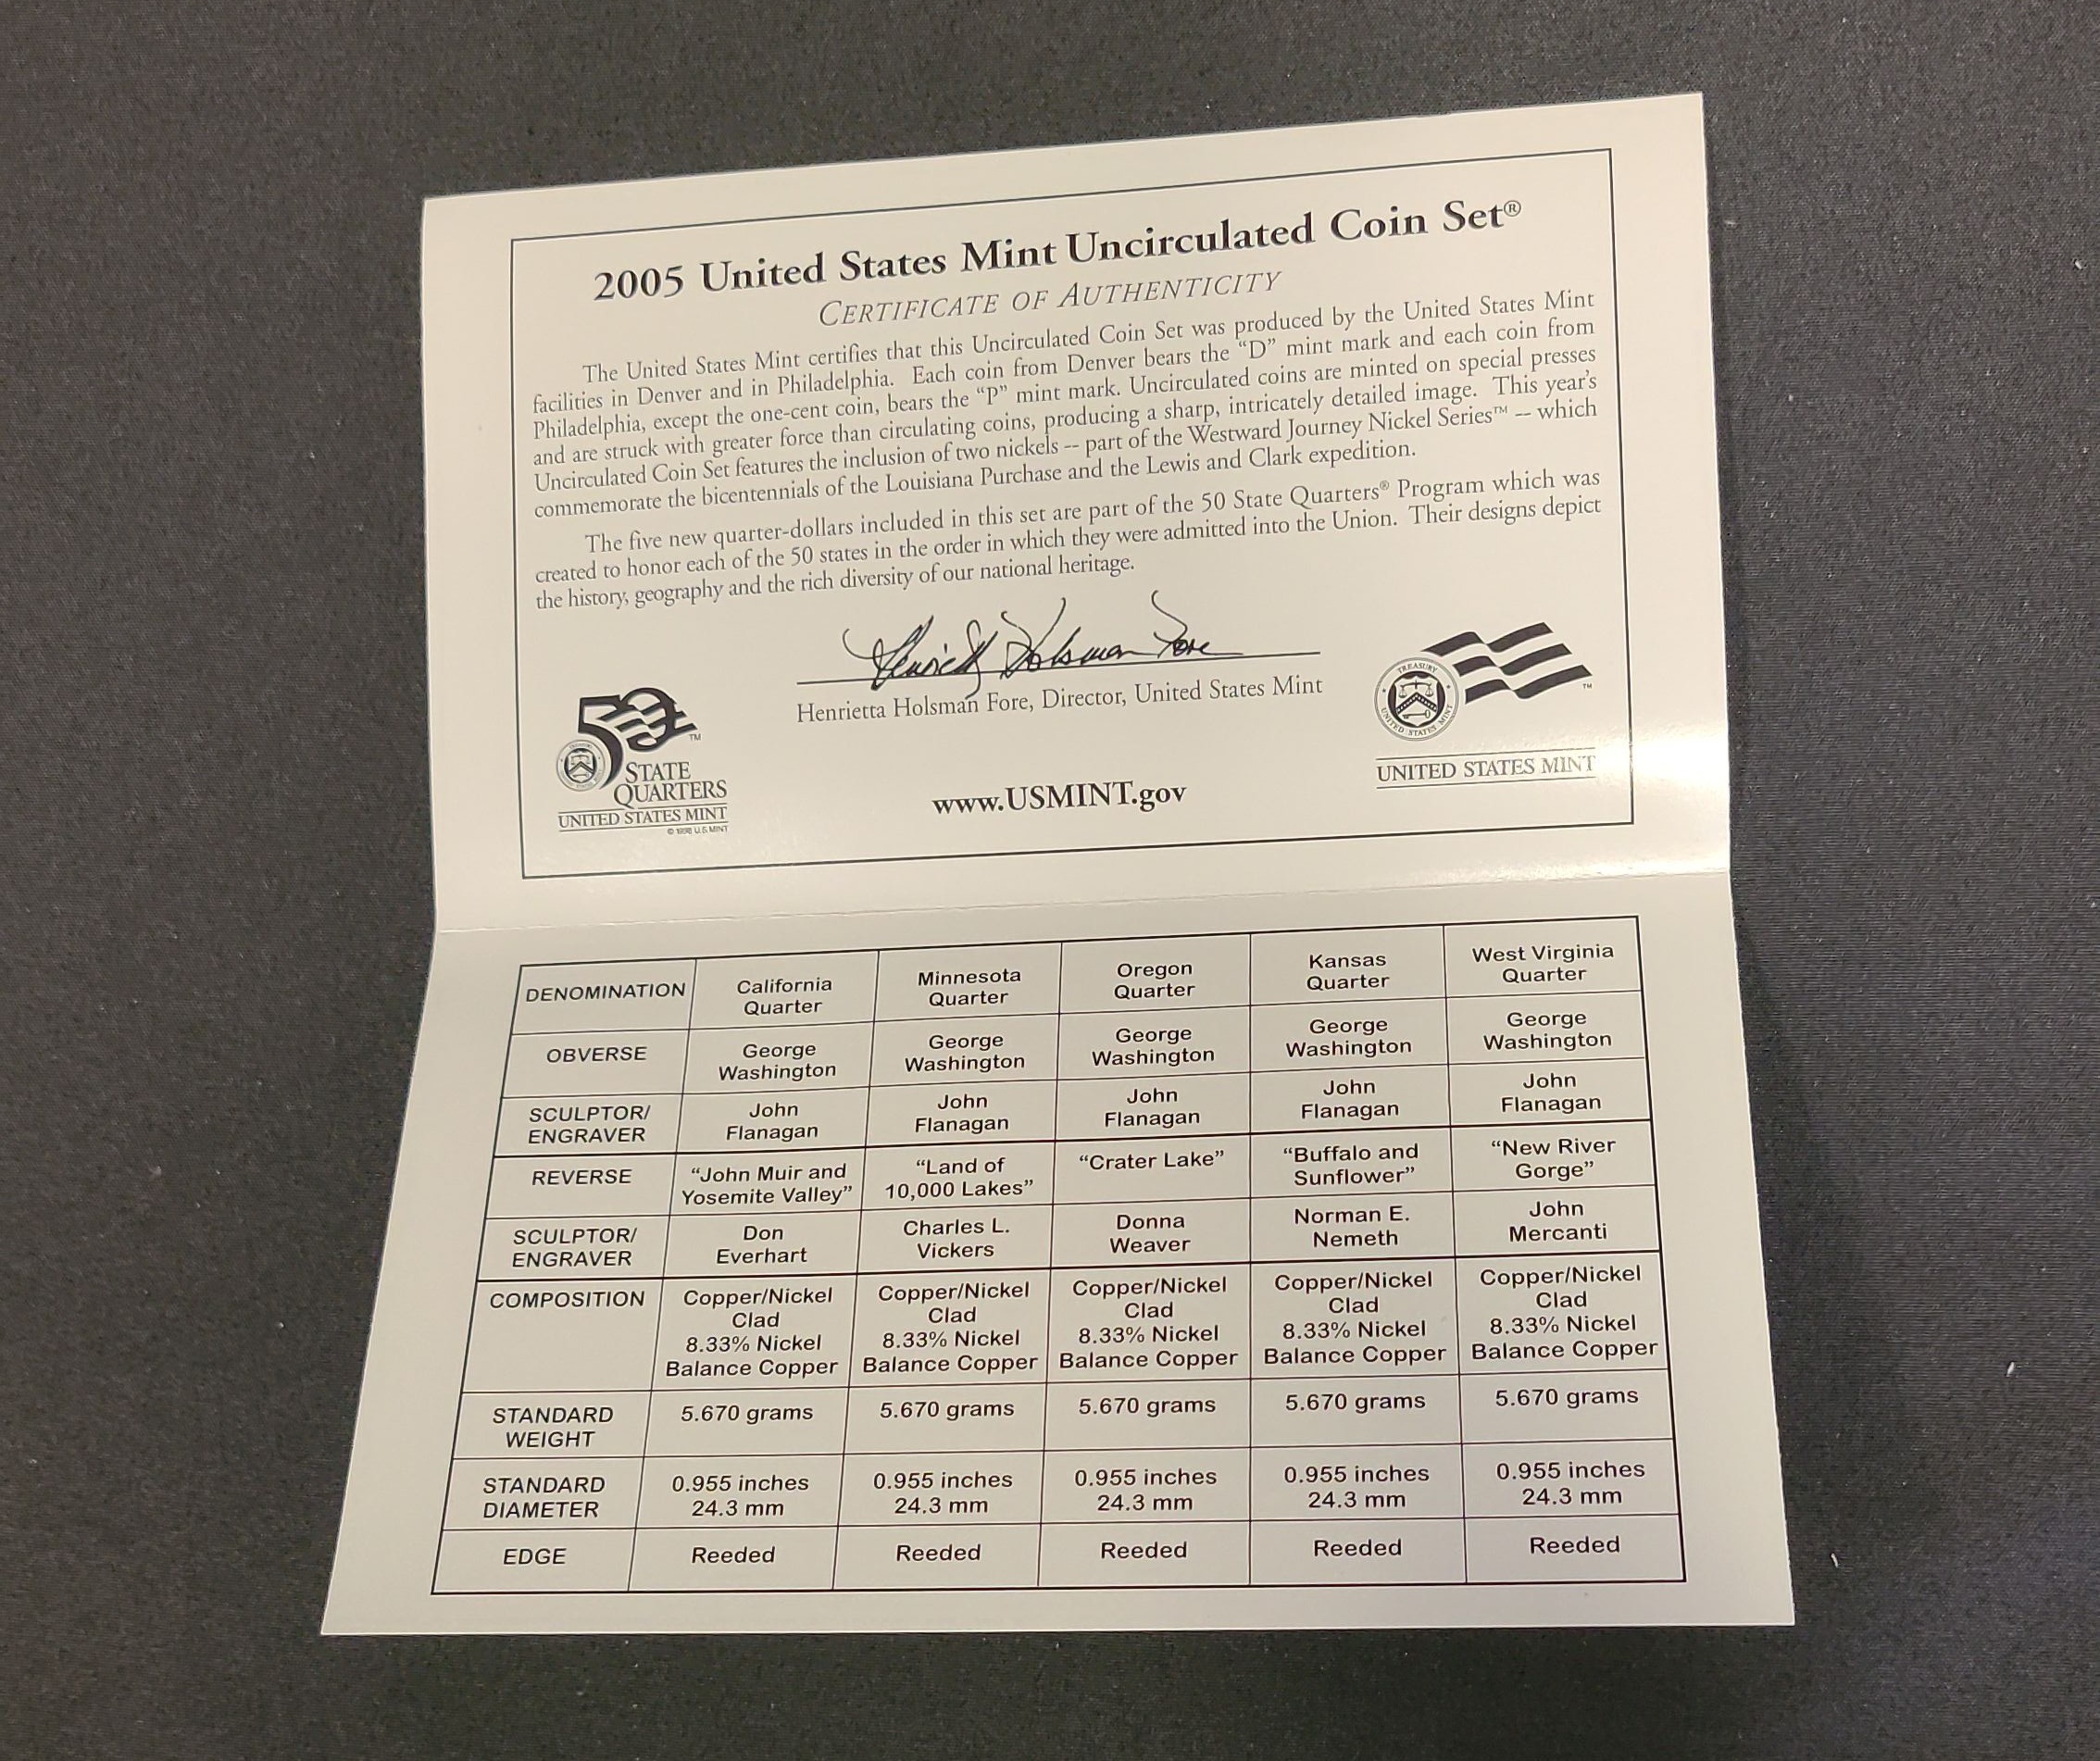 2005 United States Mint Uncirculated Coin Set®
CERTIFICATE OF AUTHENTICITY
The United States Mint certifies that this Uncirculated Coin Set was produced by the United States Mint
facilities in Denver and in Philadelphia. Each coin from Denver bears the “D” mint mark and each coin from
Philadelphia, except the one-cent coin, bears the “P” mint mark. Uncirculated coins are minted on special presses
and are struck with greater force than circulating coins, producing a sharp, intricately detailed image. This year’s
Uncirculated Coin Set features the inclusion of two nickels -- part of the Westward Journey Nickel Series™ -- which
commemorate the bicentennials of the Louisiana Purchase and the Lewis and Clark expedition.
The five new quarter-dollars included in this set are part of the 50 State Quarters® Program which was
created to honor each of the 50 states in the order in which they were admitted into the Union. Their designs depict
the history, geography and the rich diversity of our national heritage.
Henrietta Holsman Fore
Henrietta Holsman Fore, Director, United States Mint
50 ™
STATE
QUARTERS
UNITED STATES MINT
© 1998 U.S. MINT
www.USMINT.gov
TREASURY
UNITED STATES MINT
™
UNITED STATES MINT
DENOMINATION California Quarter Minnesota Quarter Oregon Quarter Kansas Quarter West Virginia Quarter
OBVERSE George Washington George Washington George Washington George Washington George Washington
SCULPTOR/ENGRAVER John Flanagan John Flanagan John Flanagan John Flanagan John Flanagan
REVERSE “John Muir and Yosemite Valley” “Land of 10,000 Lakes” “Crater Lake” “Buffalo and Sunflower” “New River Gorge”
SCULPTOR/ENGRAVER Don Everhart Charles L. Vickers Donna Weaver Norman E. Nemeth John Mercanti
COMPOSITION Copper/Nickel Copper/Nickel Copper/Nickel Copper/Nickel Copper/Nickel
Clad Clad Clad Clad Clad
8.33% Nickel 8.33% Nickel 8.33% Nickel 8.33% Nickel 8.33% Nickel
Balance Copper Balance Copper Balance Copper Balance Copper Balance Copper
STANDARD WEIGHT 5.670 grams 5.670 grams 5.670 grams 5.670 grams 5.670 grams
STANDARD 0.955 inches 0.955 inches 0.955 inches 0.955 inches 0.955 inches
DIAMETER 24.3 mm 24.3 mm 24.3 mm 24.3 mm 24.3 mm
EDGE Reeded Reeded Reeded Reeded Reeded